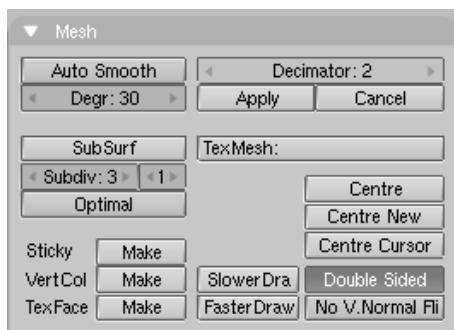 Mesh
Auto Smooth
Decimator: 2
Degr: 30
Apply
Cancel
SubSurf
TexMesh:
Subdiv: 3
1
Centre
Optimal
Centre New
Centre Cursor
Sticky
Make
VertCol
Make
SlowerDra
Double Sided
TexFace
Make
FasterDraw
No V.Normal Fli